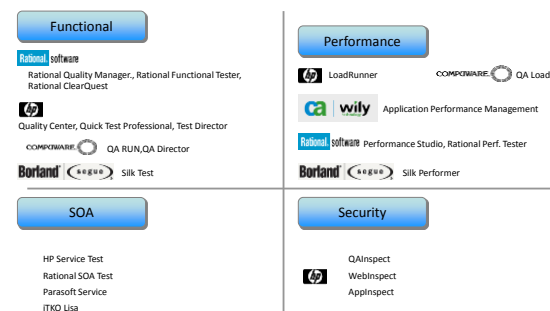 Functional
Rational. software
Rational Quality Manager., Rational Functional Tester,
Rational ClearQuest
hp
Quality Center, Quick Test Professional, Test Director
COMPUWARE. QA RUN,QA Director
Borland segue Silk Test
Performance
hp LoadRunner COMPUWARE. QA Load
ca wily Application Performance Management
Rational. software Performance Studio, Rational Perf. Tester
Borland segue Silk Performer
SOA
HP Service Test
Rational SOA Test
Parasoft Service
iTKO Lisa
Security
QAInspect
hp WebInspect
AppInspect